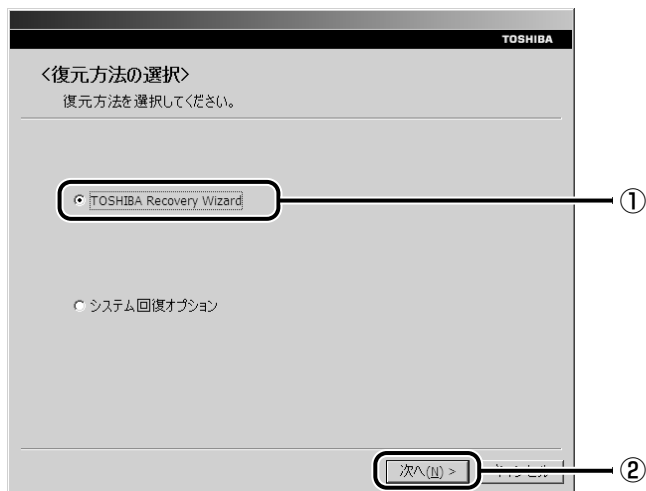 TOSHIBA
<復元方法の選択>
復元方法を選択してください。
TOSHIBA Recovery Wizard
①
システム回復オプション
次へ(N) >
②